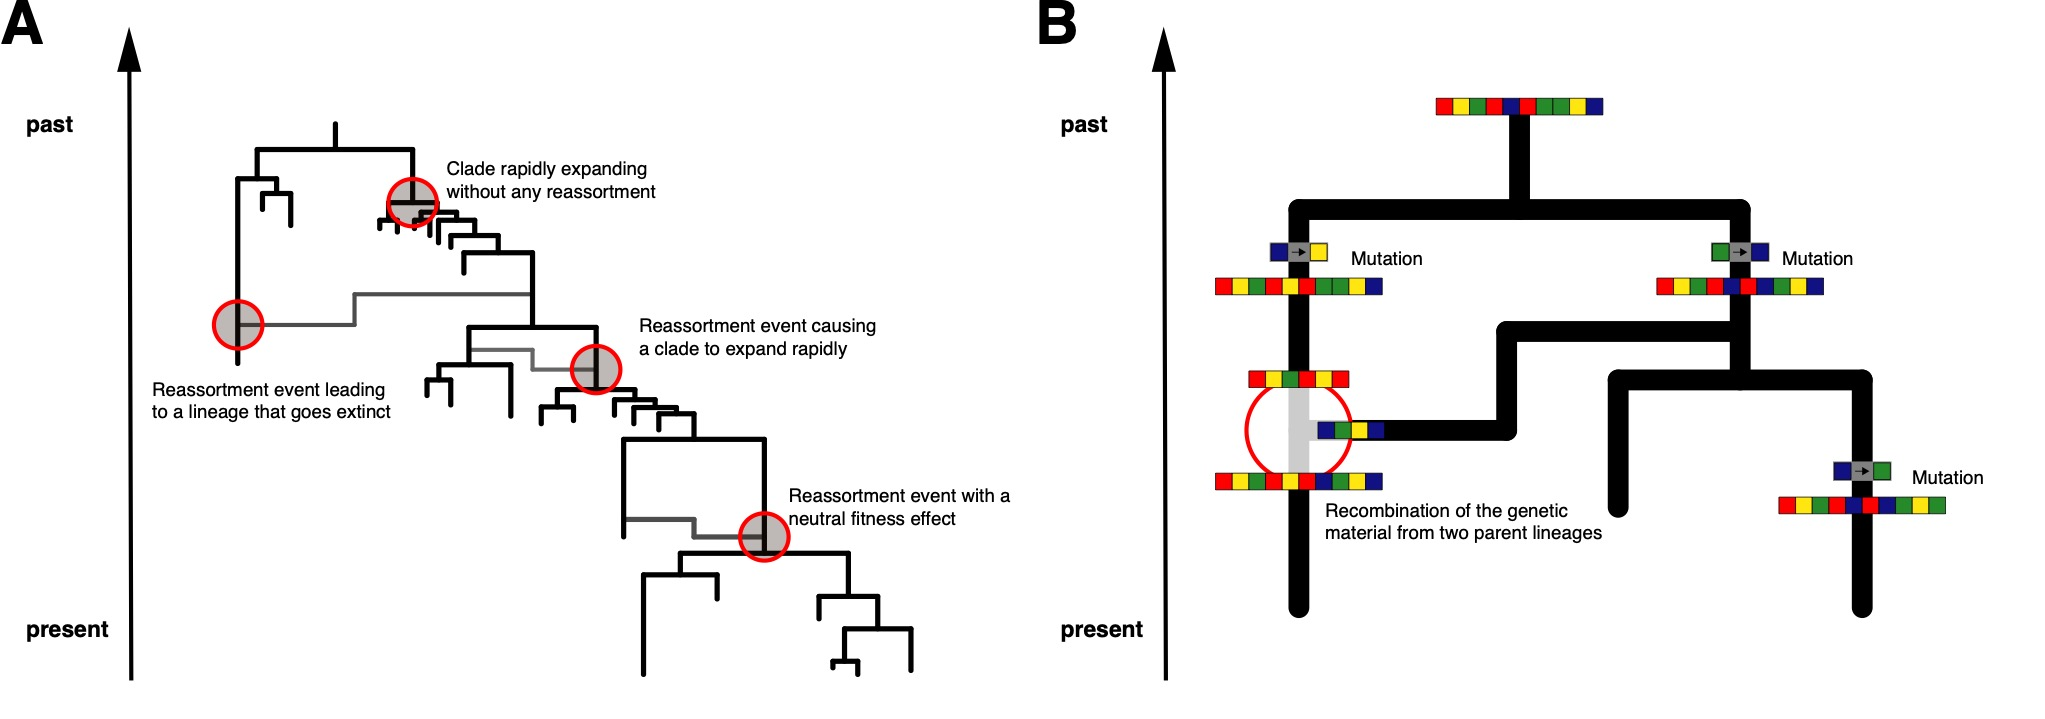 A
past
Clade rapidly expanding
without any reassortment
Reassortment event causing
a clade to expand rapidly
Reassortment event leading
to a lineage that goes extinct
Reassortment event with a
neutral fitness effect
present
B
past
Mutation
Mutation
Mutation
Recombination of the genetic
material from two parent lineages
present